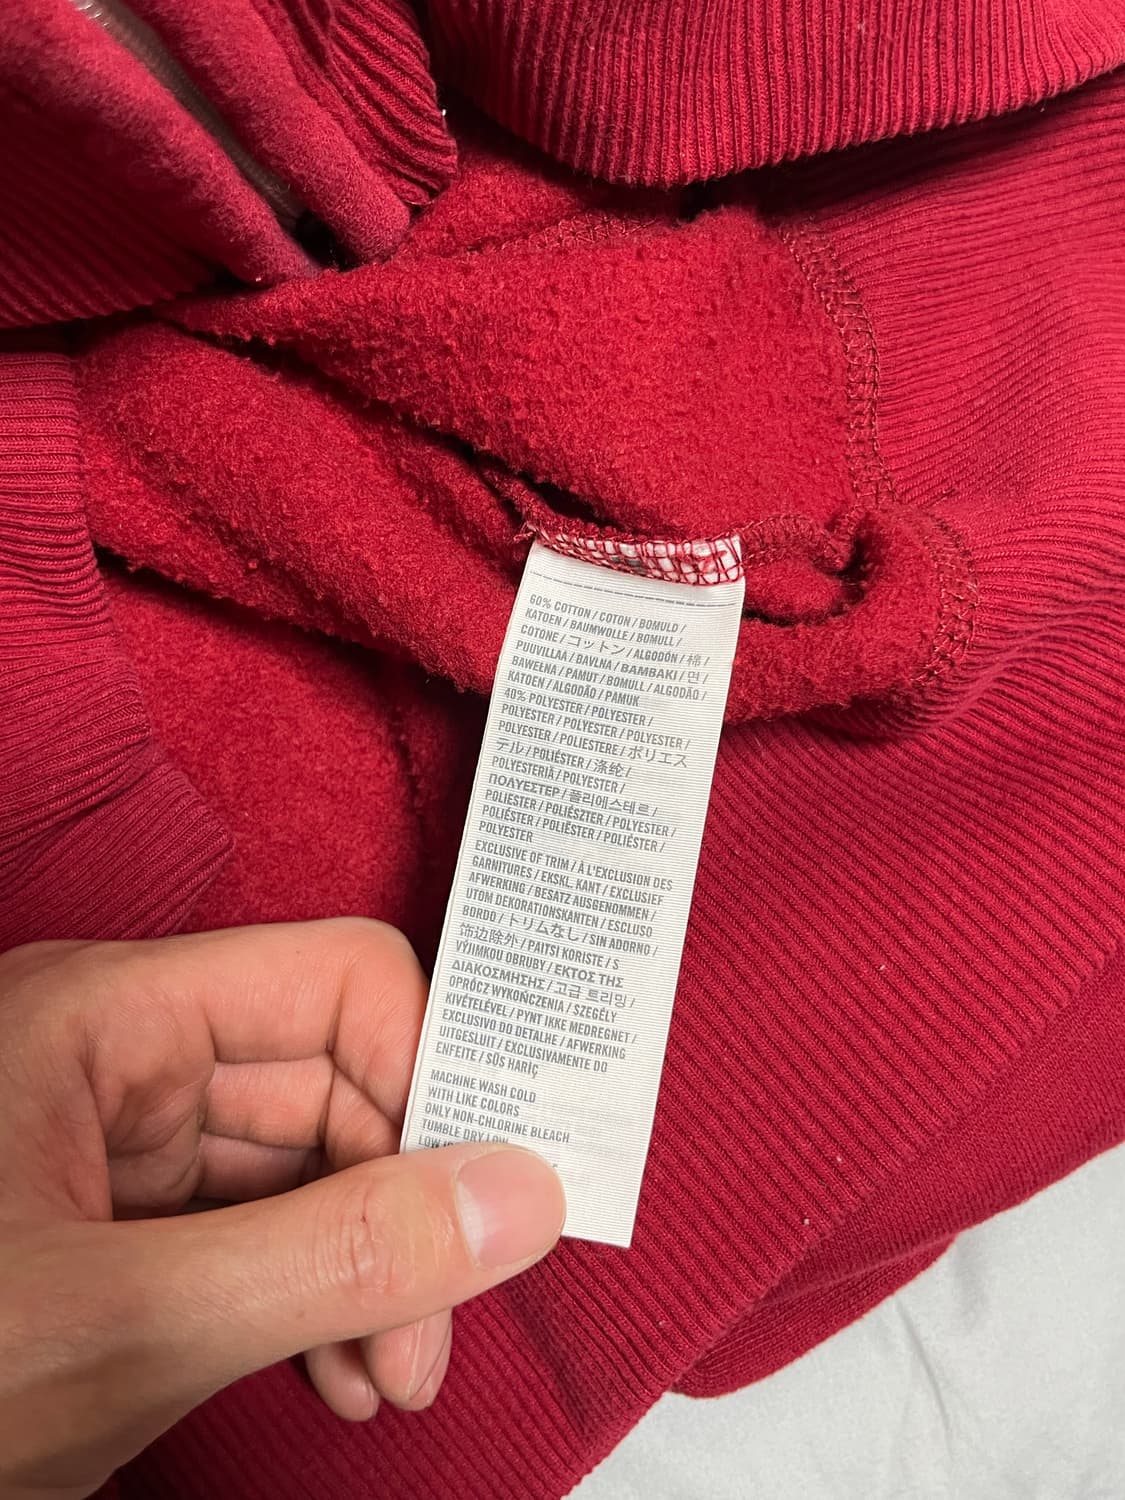 60% COTTON / COTON / BOMULD /
KATOEN / BAUMWOLLE / BOMULL /
COTONE / コットン / ALGODÓN / 棉 /
PUUVILLAA / BAVLNA / BAMBAKI / 면 /
BAWEŁNA / PAMUT / BOMULL / ALGODÃO /
KATOEN / ALGODÃO / PAMUK
40% POLYESTER / POLYESTER /
POLYESTER / POLYESTER / POLYESTER /
POLYESTER / POLIESTERE / ポリエス
テル / POLIÉSTER / 涤纶 /
POLYESTERIÄ / POLYESTER /
ΠΟΛΥΕΣΤΕΡ / 폴리에스테르 /
POLIESTER / POLIÉSZTER / POLYESTER /
POLIÉSTER / POLIËSTER / POLIÉSTER /
POLYESTER
EXCLUSIVE OF TRIM / À L'EXCLUSION DES
GARNITURES / EKSKL. KANT / EXCLUSIEF
AFWERKING / BESATZ AUSGENOMMEN /
UTOM DEKORATIONSKANTEN / ESCLUSO
BORDO / トリムなし / SIN ADORNO /
饰边除外 / PAITSI KORISTE / S
VÝJIMKOU OBRUBY / ΕΚΤΟΣ ΤΗΣ
ΔΙΑΚΟΣΜΗΣΗΣ / 고급 트리밍 /
OPRÓCZ WYKOŃCZENIA / SZEGÉLY
KIVÉTELÉVEL / PYNT IKKE MEDREGNET /
EXCLUSIVO DO DETALHE / AFWERKING
UITGESLUIT / EXCLUSIVAMENTE DO
ENFEITE / SÜS HARİÇ
MACHINE WASH COLD
WITH LIKE COLORS
ONLY NON-CHLORINE BLEACH
TUMBLE DRY LOW
LOW